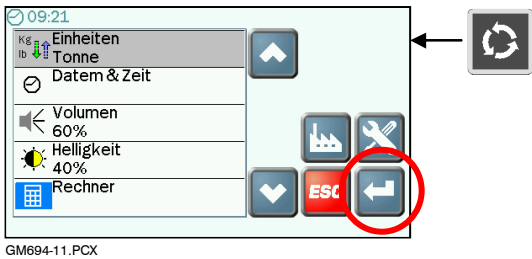 09:21
Kg
lb
Einheiten
Tonne
Datem & Zeit
Volumen
60%
Helligkeit
40%
Rechner
ESC
GM694-11.PCX